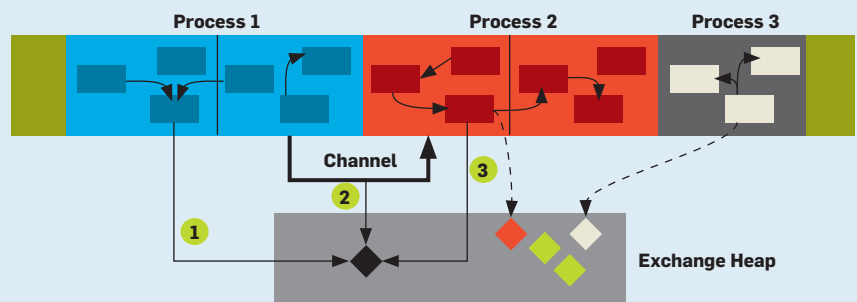 Process 1
Process 2
Process 3
Channel
3
2
1
Exchange Heap